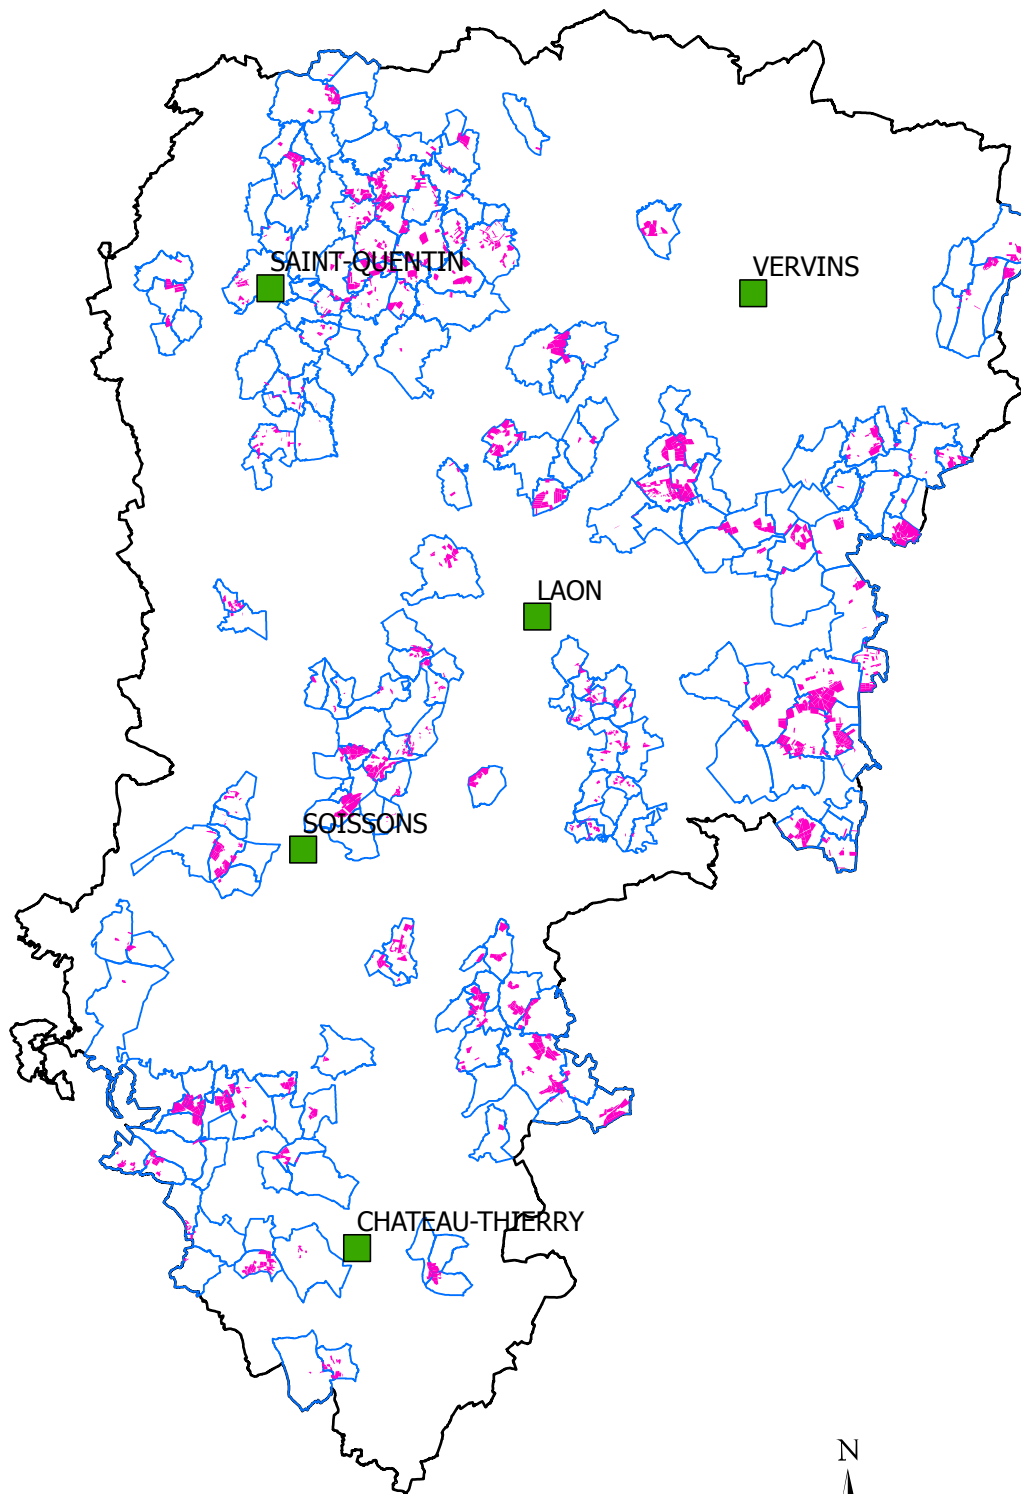 SAINT-QUENTIN
VERVINS
LAON
SOISSONS
CHATEAU-THIERRY
N